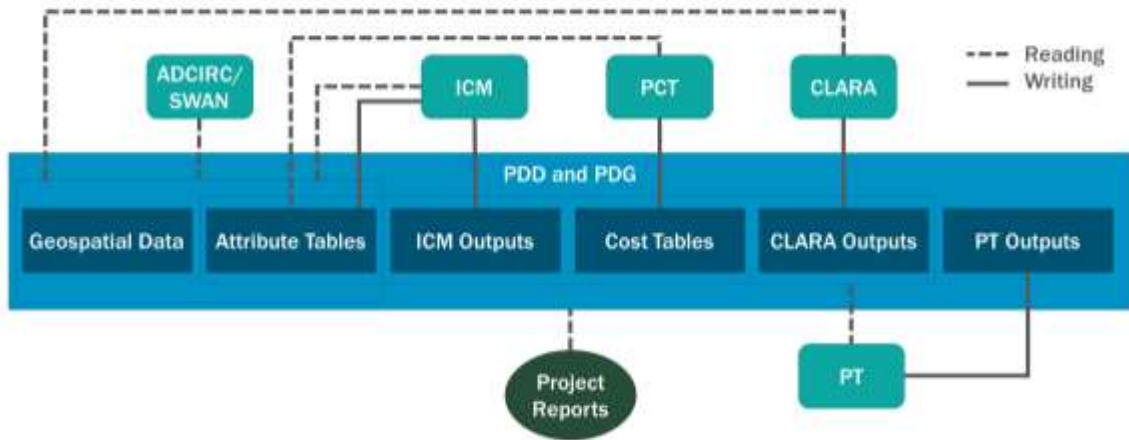 ADCIRC/
SWAN
ICM
PCT
CLARA
Reading
Writing
PDD and PDG
Geospatial Data
Attribute Tables
ICM Outputs
Cost Tables
CLARA Outputs
PT Outputs
Project
Reports
PT